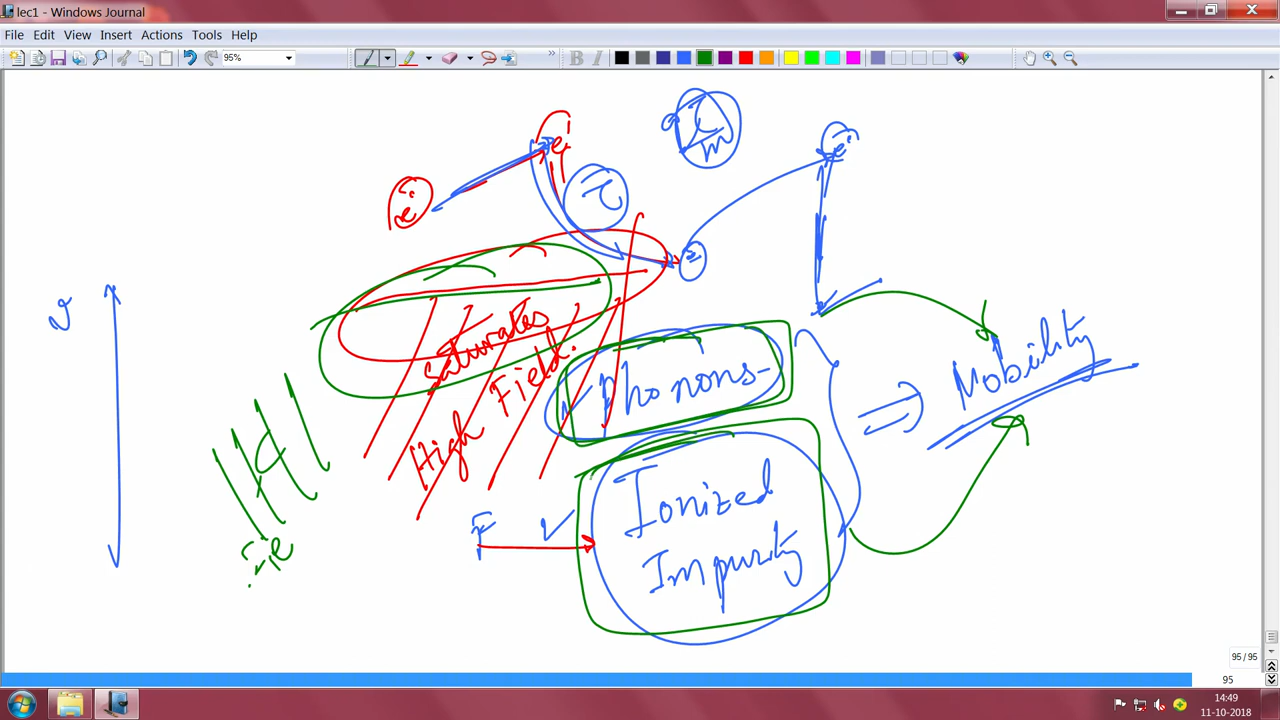 lec1 - Windows Journal
File Edit View Insert Actions Tools Help
95%
e
e
τ
m
e
v
Saturates
High Field.
Phonons-
⇒ Mobility
Ionized
Impurity
F
95 / 95
95
14:49
11-10-2018